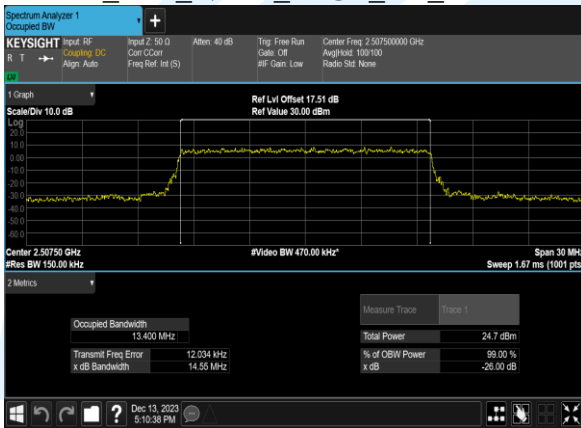 Spectrum Analyzer 1
Occupied BW
KEYSIGHT
R T
LV
Input: RF
Coupling: DC
Align: Auto
Input Z: 50 Ω
Corr CCorr
Freq Ref: Int (S)
Atten: 40 dB
Trig: Free Run
Gate: Off
#IF Gain: Low
Center Freq: 2.507500000 GHz
Avg|Hold: 100/100
Radio Std: None
1 Graph
Scale/Div 10.0 dB
Ref Lvl Offset 17.51 dB
Ref Value 30.00 dBm
Log
20.0
10.0
0.00
-10.0
-20.0
-30.0
-40.0
-50.0
-60.0
Center 2.50750 GHz
#Res BW 150.00 kHz
#Video BW 470.00 kHz*
Span 30 MHz
Sweep 1.67 ms (1001 pts
2 Metrics
Measure Trace
Trace 1
Occupied Bandwidth
13.400 MHz
Total Power
24.7 dBm
Transmit Freq Error
12.034 kHz
% of OBW Power
99.00 %
x dB Bandwidth
14.55 MHz
x dB
-26.00 dB
?
Dec 13, 2023
5:10:38 PM